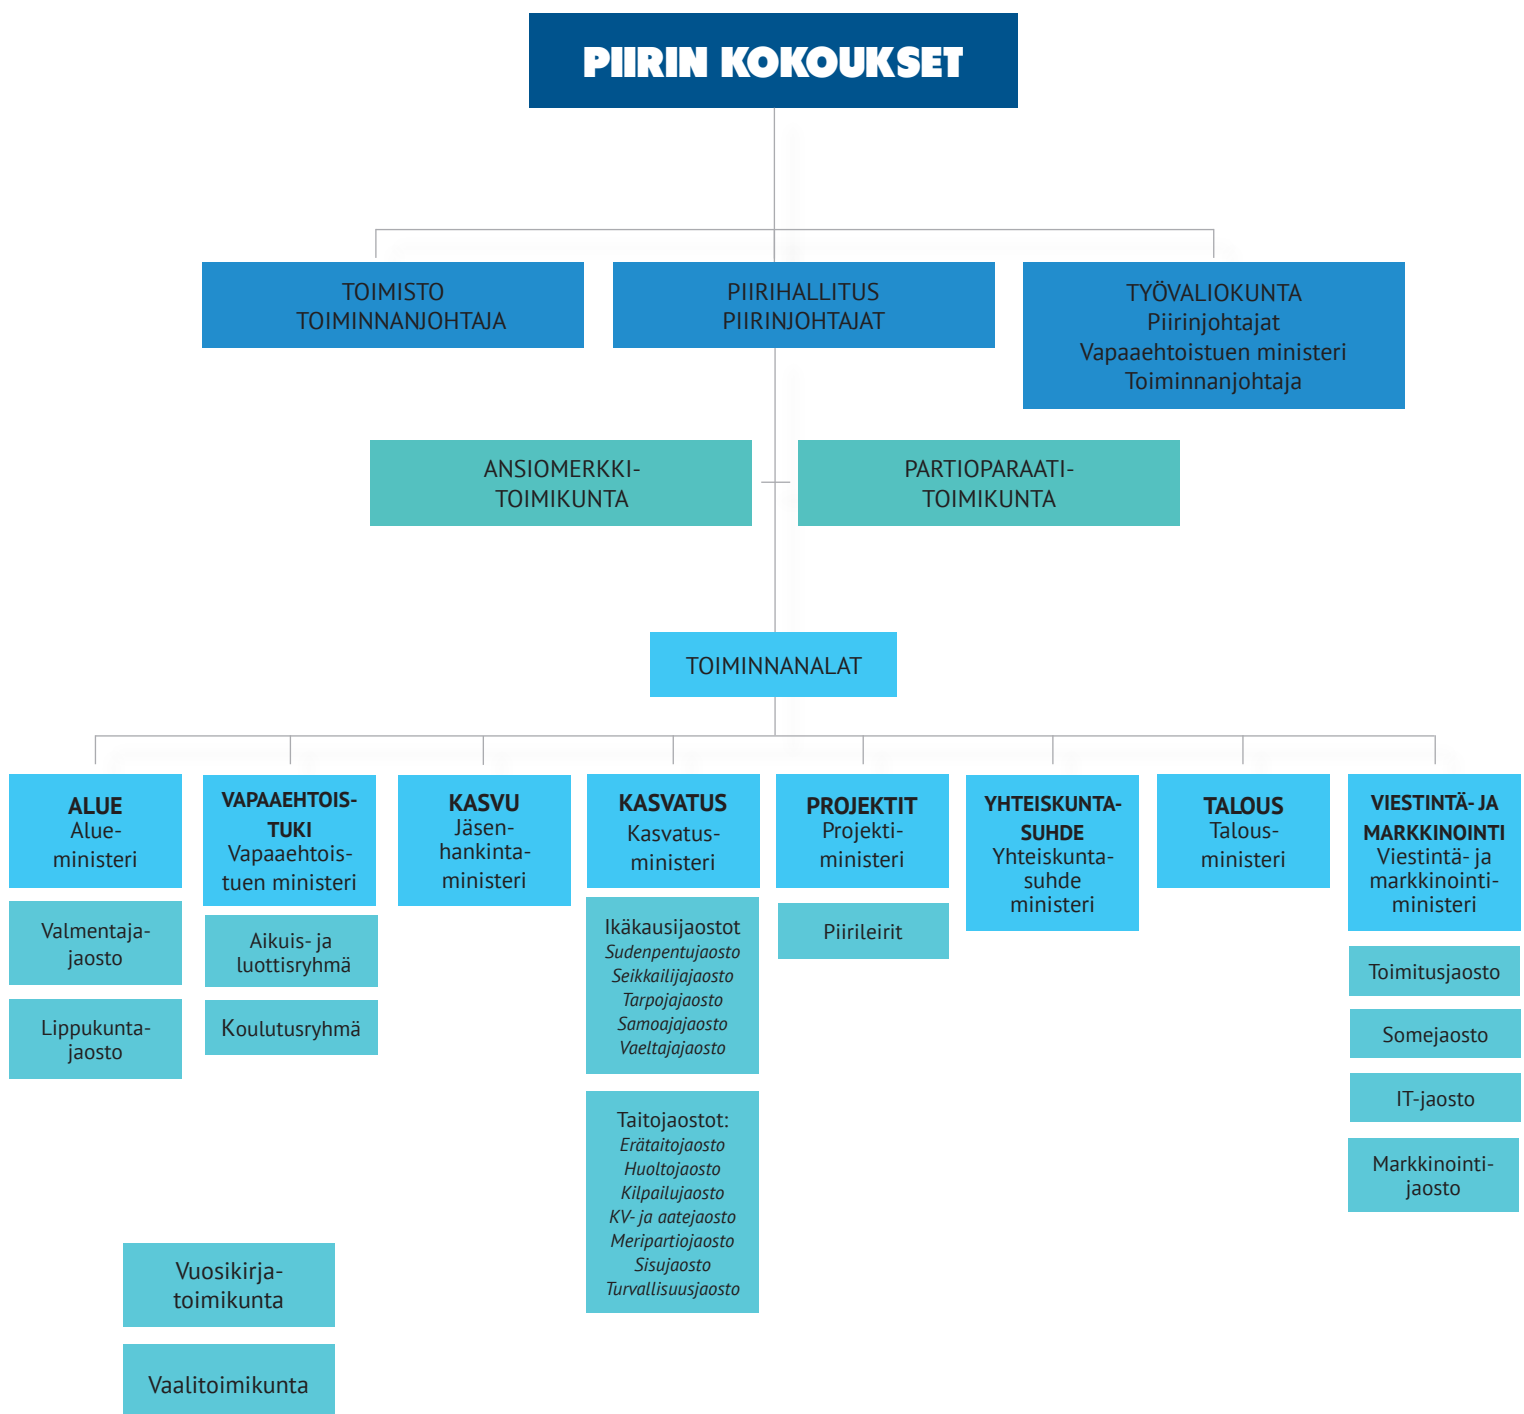 PIIRIN KOKOUKSET
TOIMISTO
TOIMINNANJOHTAJA
PIIRIHALLITUS
PIIRINJOHTAJAT
TYÖVALIOKUNTA
Piirinjohtajat
Vapaaehtoistuen ministeri
Toiminnanjohtaja
ANSIOMERKKI-
TOIMIKUNTA
PARTIOPARAATI-
TOIMIKUNTA
TOIMINNANALAT
ALUE
Alue-
ministeri
Valmentaja-
jaosto
Lippukunta-
jaosto
VAPAAEHTOIS-
TUKI
Vapaaehtois-
tuen ministeri
Aikuis- ja
luottisryhmä
Koulutusryhmä
KASVU
Jäsen-
hankinta-
ministeri
KASVATUS
Kasvatus-
ministeri
Ikäkausijaostot
Sudenpentujaosto
Seikkailijajaosto
Tarpojajaosto
Samoajajaosto
Vaeltajajaosto
Taitojaostot:
Erätaitojaosto
Huoltojaosto
Kilpailujaosto
KV- ja aatejaosto
Meripartiojaosto
Sisujaosto
Turvallisuusjaosto
PROJEKTIT
Projekti-
ministeri
Piirileirit
YHTEISKUNTA-
SUHDE
Yhteiskunta-
suhde
ministeri
TALOUS
Talous-
ministeri
VIESTINTÄ- JA
MARKKINOINTI
Viestintä- ja
markkinointi-
ministeri
Toimitusjaosto
Somejaosto
IT-jaosto
Markkinointi-
jaosto
Vuosikirja-
toimikunta
Vaalitoimikunta